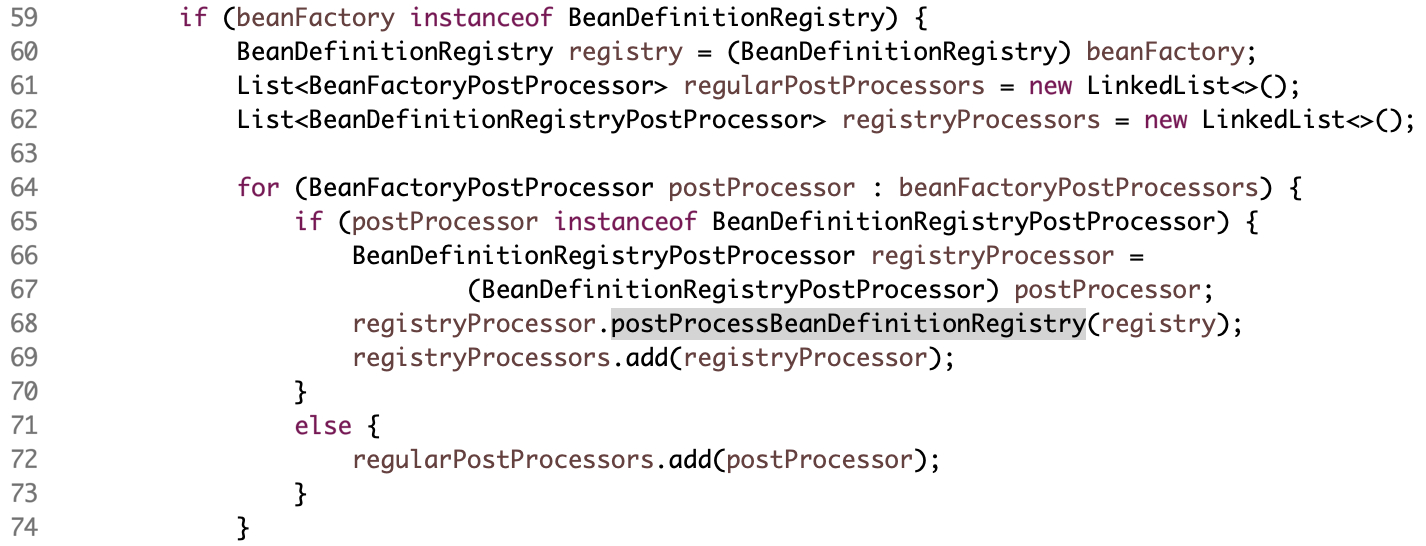 59 if (beanFactory instanceof BeanDefinitionRegistry) {
60 BeanDefinitionRegistry registry = (BeanDefinitionRegistry) beanFactory;
61 List<BeanFactoryPostProcessor> regularPostProcessors = new LinkedList<>();
62 List<BeanDefinitionRegistryPostProcessor> registryProcessors = new LinkedList<>();
63
64 for (BeanFactoryPostProcessor postProcessor : beanFactoryPostProcessors) {
65 if (postProcessor instanceof BeanDefinitionRegistryPostProcessor) {
66 BeanDefinitionRegistryPostProcessor registryProcessor =
67 (BeanDefinitionRegistryPostProcessor) postProcessor;
68 registryProcessor.postProcessBeanDefinitionRegistry(registry);
69 registryProcessors.add(registryProcessor);
70 }
71 else {
72 regularPostProcessors.add(postProcessor);
73 }
74 }